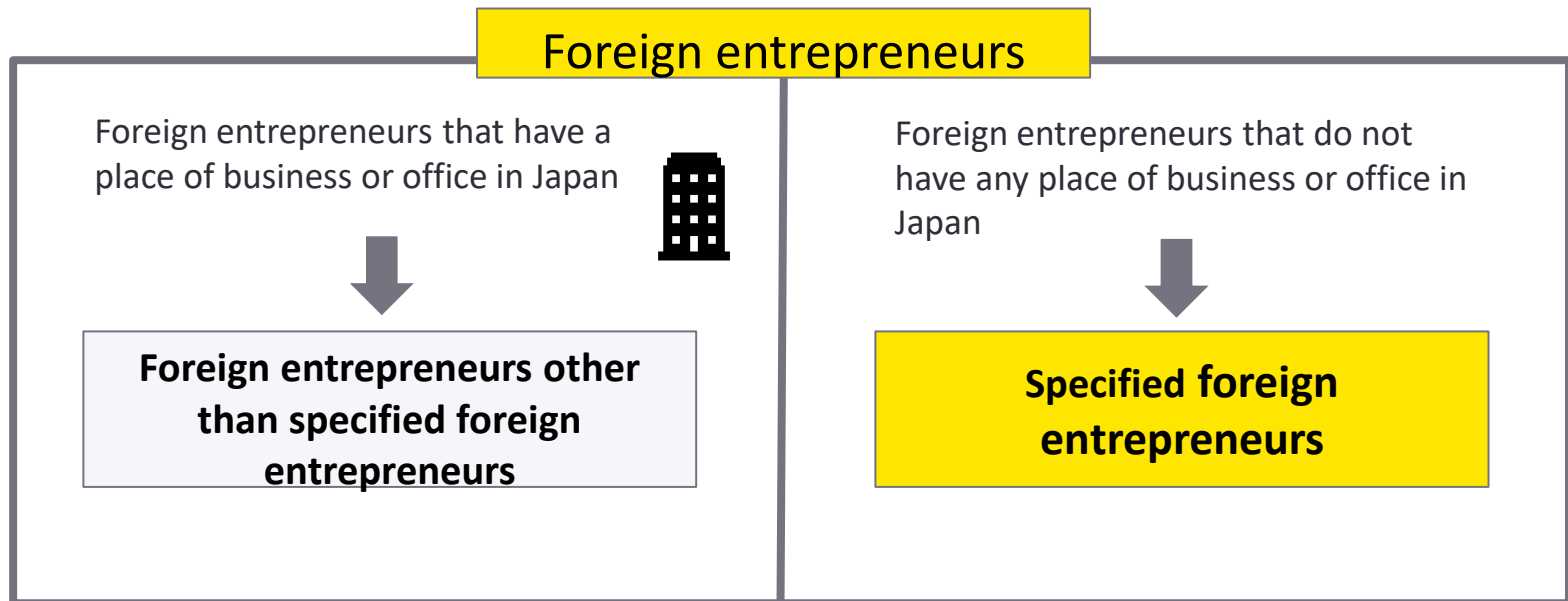 Foreign entrepreneurs
Foreign entrepreneurs that have a
place of business or office in Japan
Foreign entrepreneurs other
than specified foreign
entrepreneurs
Foreign entrepreneurs that do not
have any place of business or office in
Japan
Specified foreign
entrepreneurs